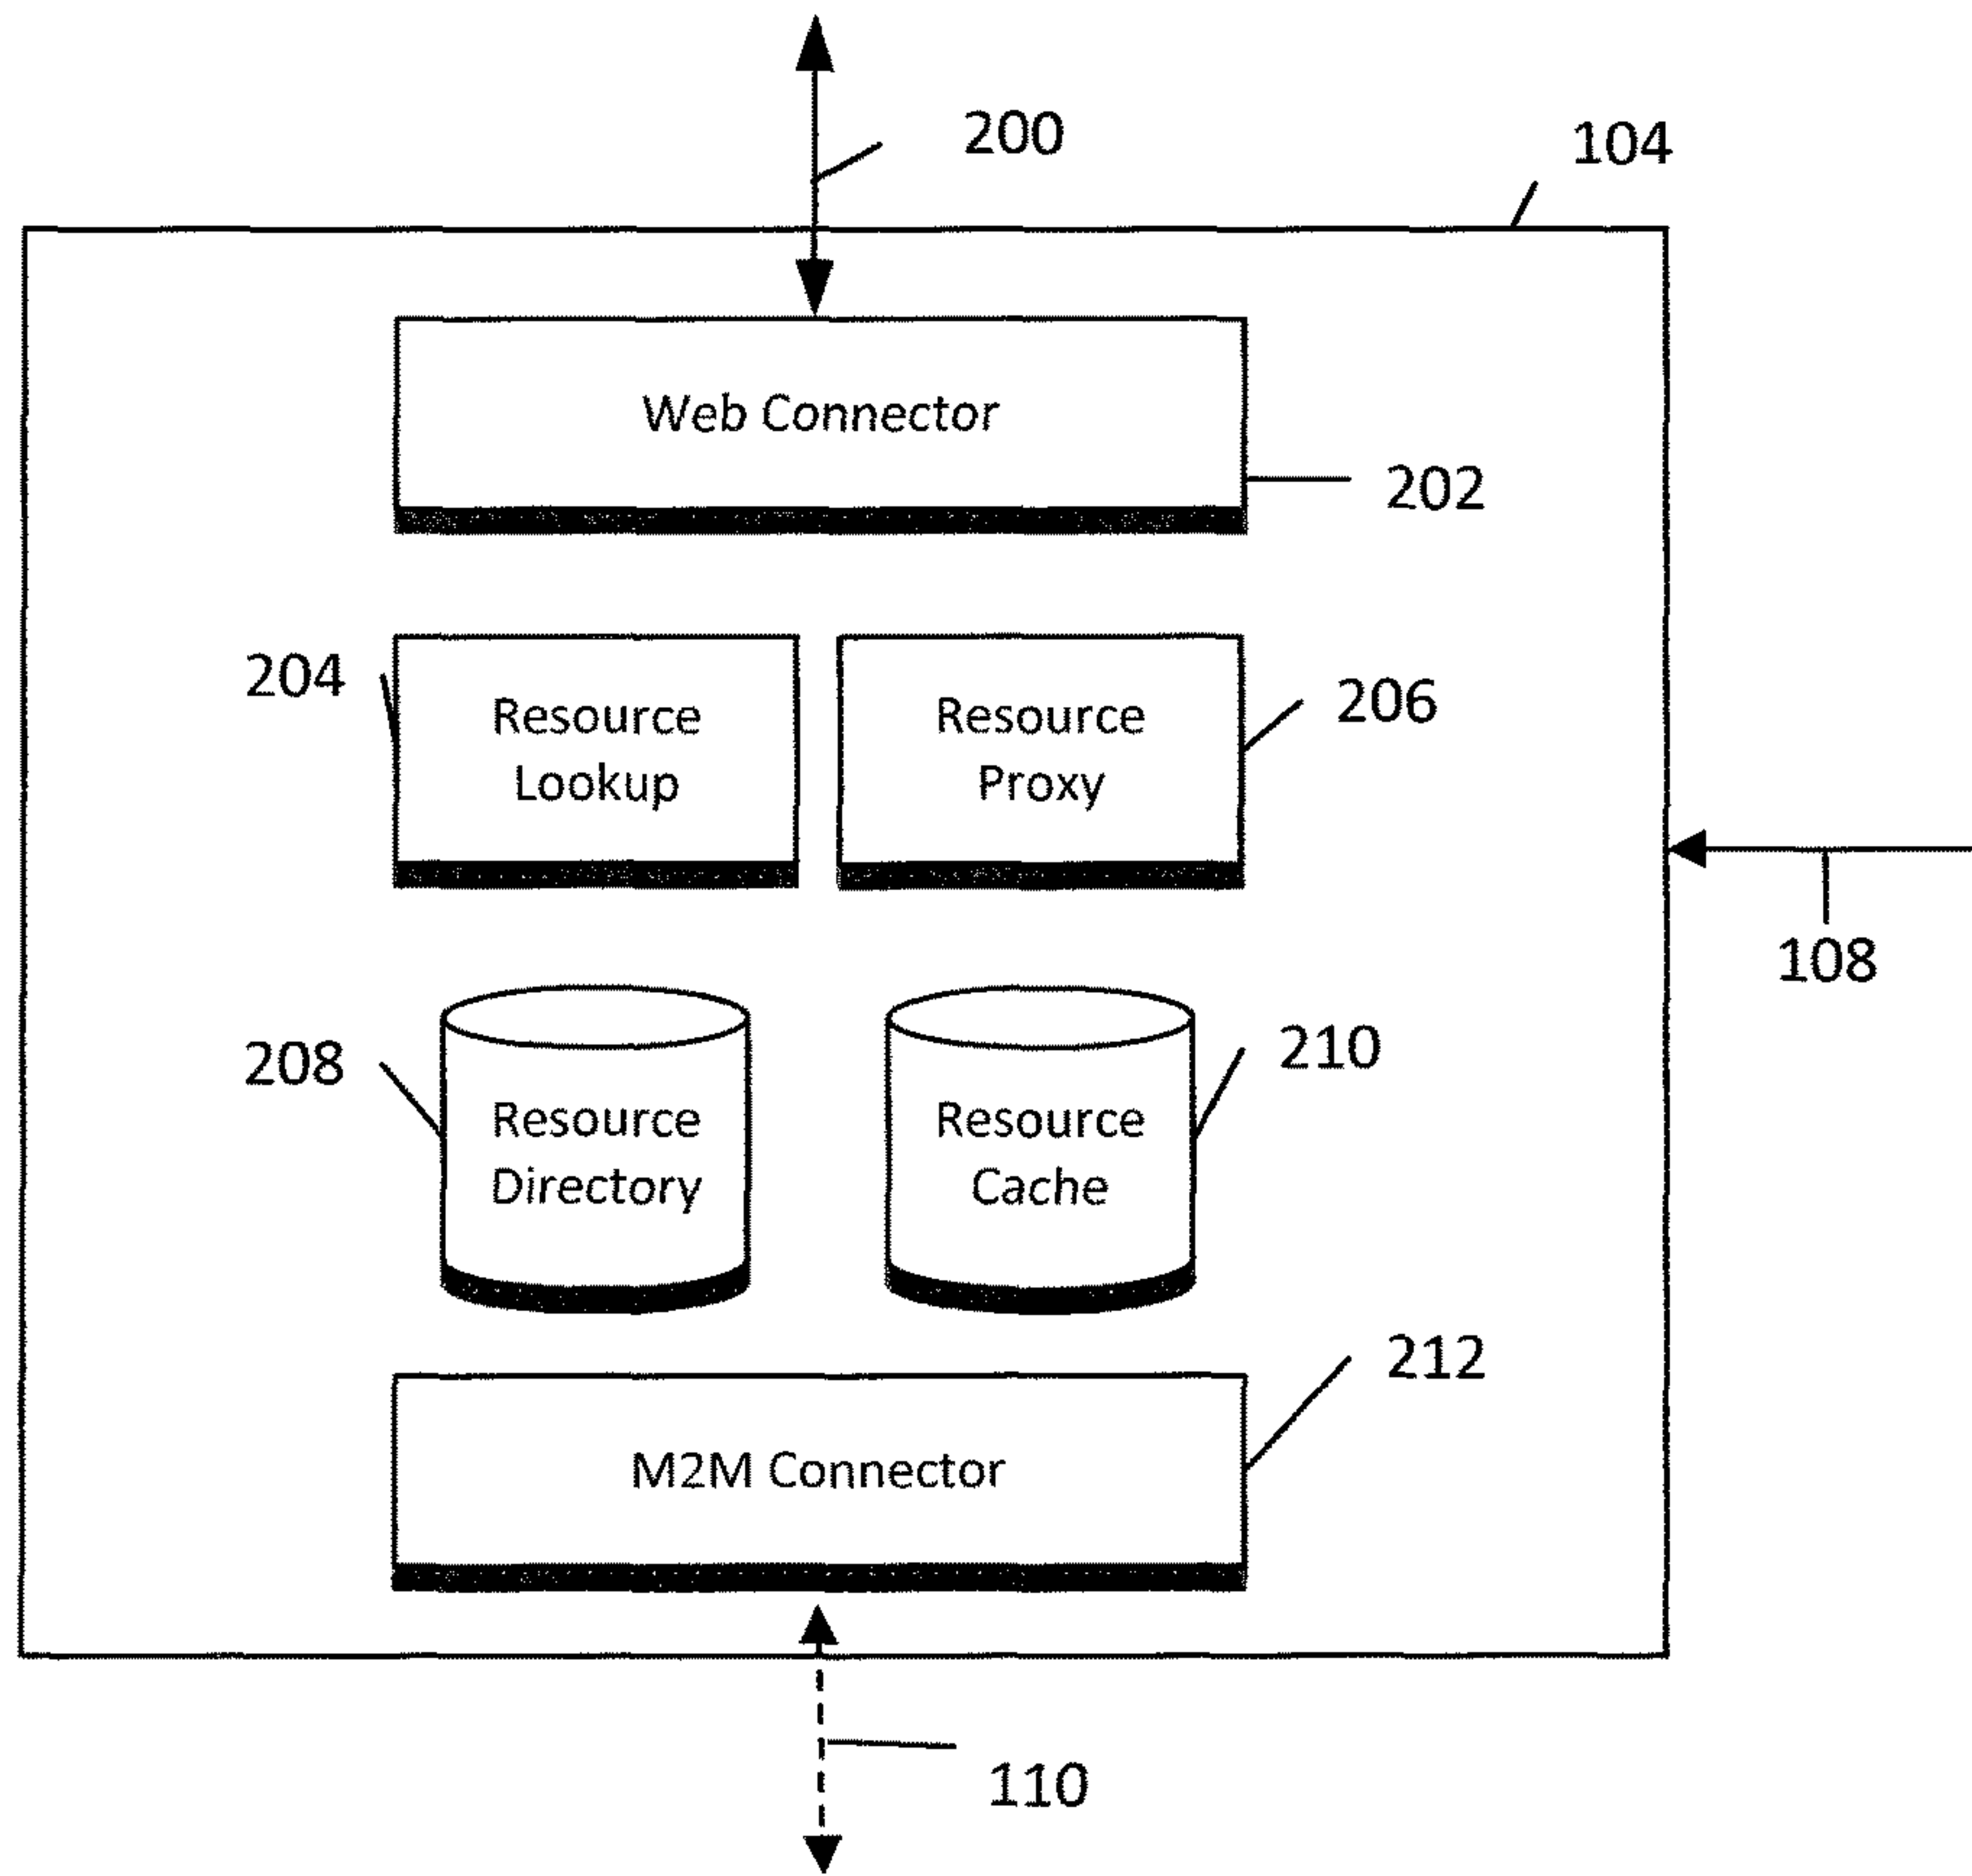 200
104
Web Connector
202
204
Resource
Lookup
Resource
Proxy
206
108
208
Resource
Directory
Resource
Cache
210
212
M2M Connector
110